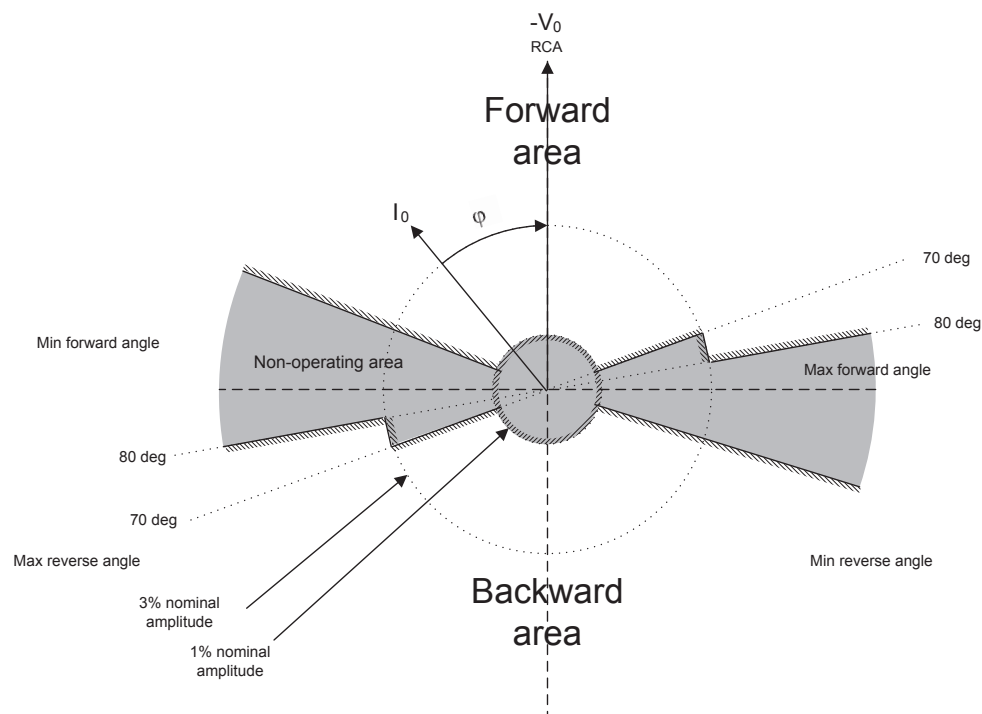 -V₀
RCA
Forward
area
I₀
φ
70 deg
80 deg
Min forward angle
Non-operating area
Max forward angle
80 deg
70 deg
Max reverse angle
Min reverse angle
3% nominal
amplitude
Backward
area
1% nominal
amplitude